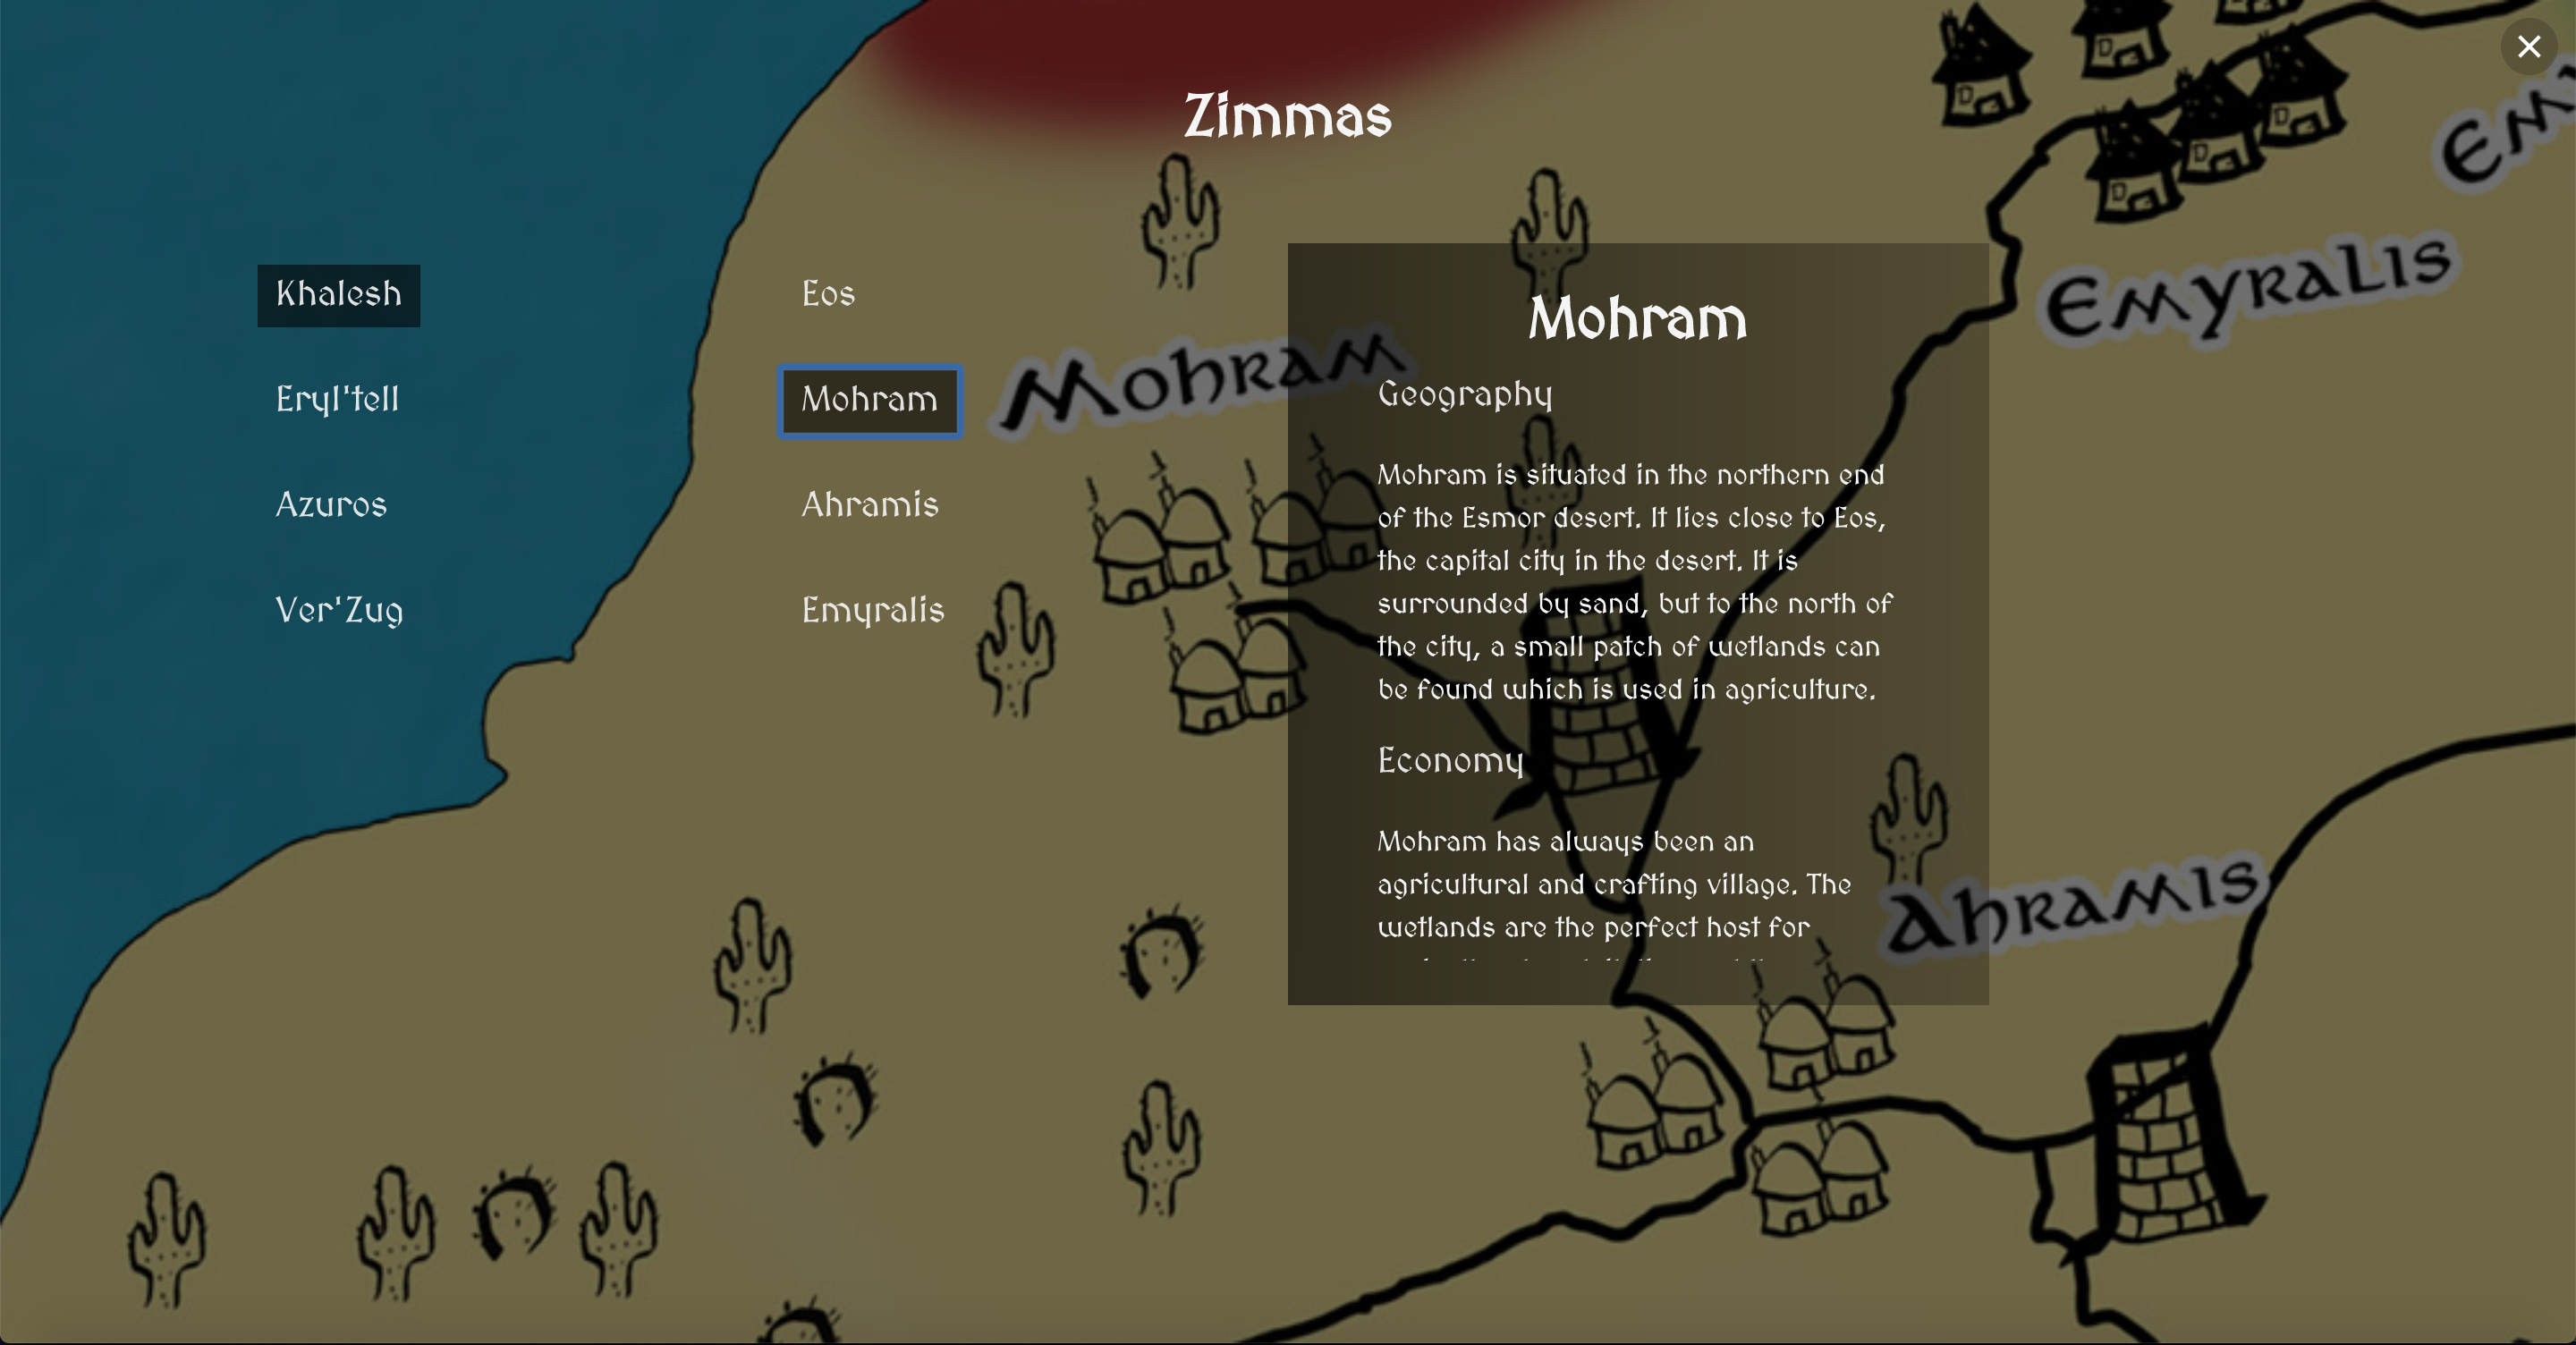 Zimmas
Khalesh
Eryl'tell
Azuros
Ver'Zug
Eos
Mohram
Ahramis
Emyralis
Mohram
Geography
Mohram is situated in the northern end
of the Esmor desert. It lies close to Eos,
the capital city in the desert. It is
surrounded by sand, but to the north of
the city, a small patch of wetlands can
be found which is used in agriculture.
Economy
Mohram has always been an
agricultural and crafting village. The
wetlands are the perfect host for
Mohram
Emyralis
Ahramis